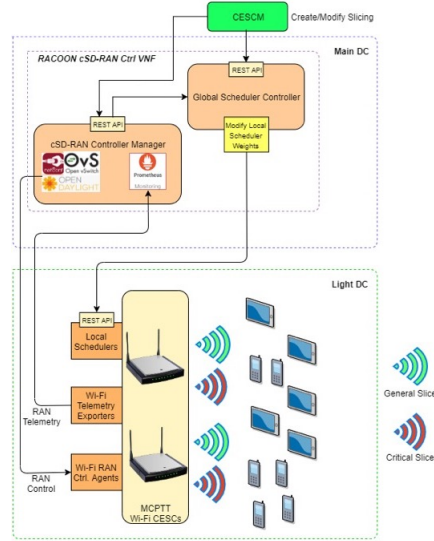 CESCM
Create/Modify Slicing
Main DC
RACOON cSD-RAN Ctrl VNF
REST API
Global Scheduler Controller
REST API
Modify Local
Scheduler
Weights
cSD-RAN Controller Manager
OvS
Open vSwitch
OPEN
DAYLIGHT
Prometheus
Monitoring
Light DC
REST API
Local
Schedulers
Wi-Fi
Telemetry
Exporters
RAN
Telemetry
Wi-Fi RAN
Ctrl. Agents
RAN
Control
MCPTT
Wi-Fi CESCs
General Slice
Critical Slice